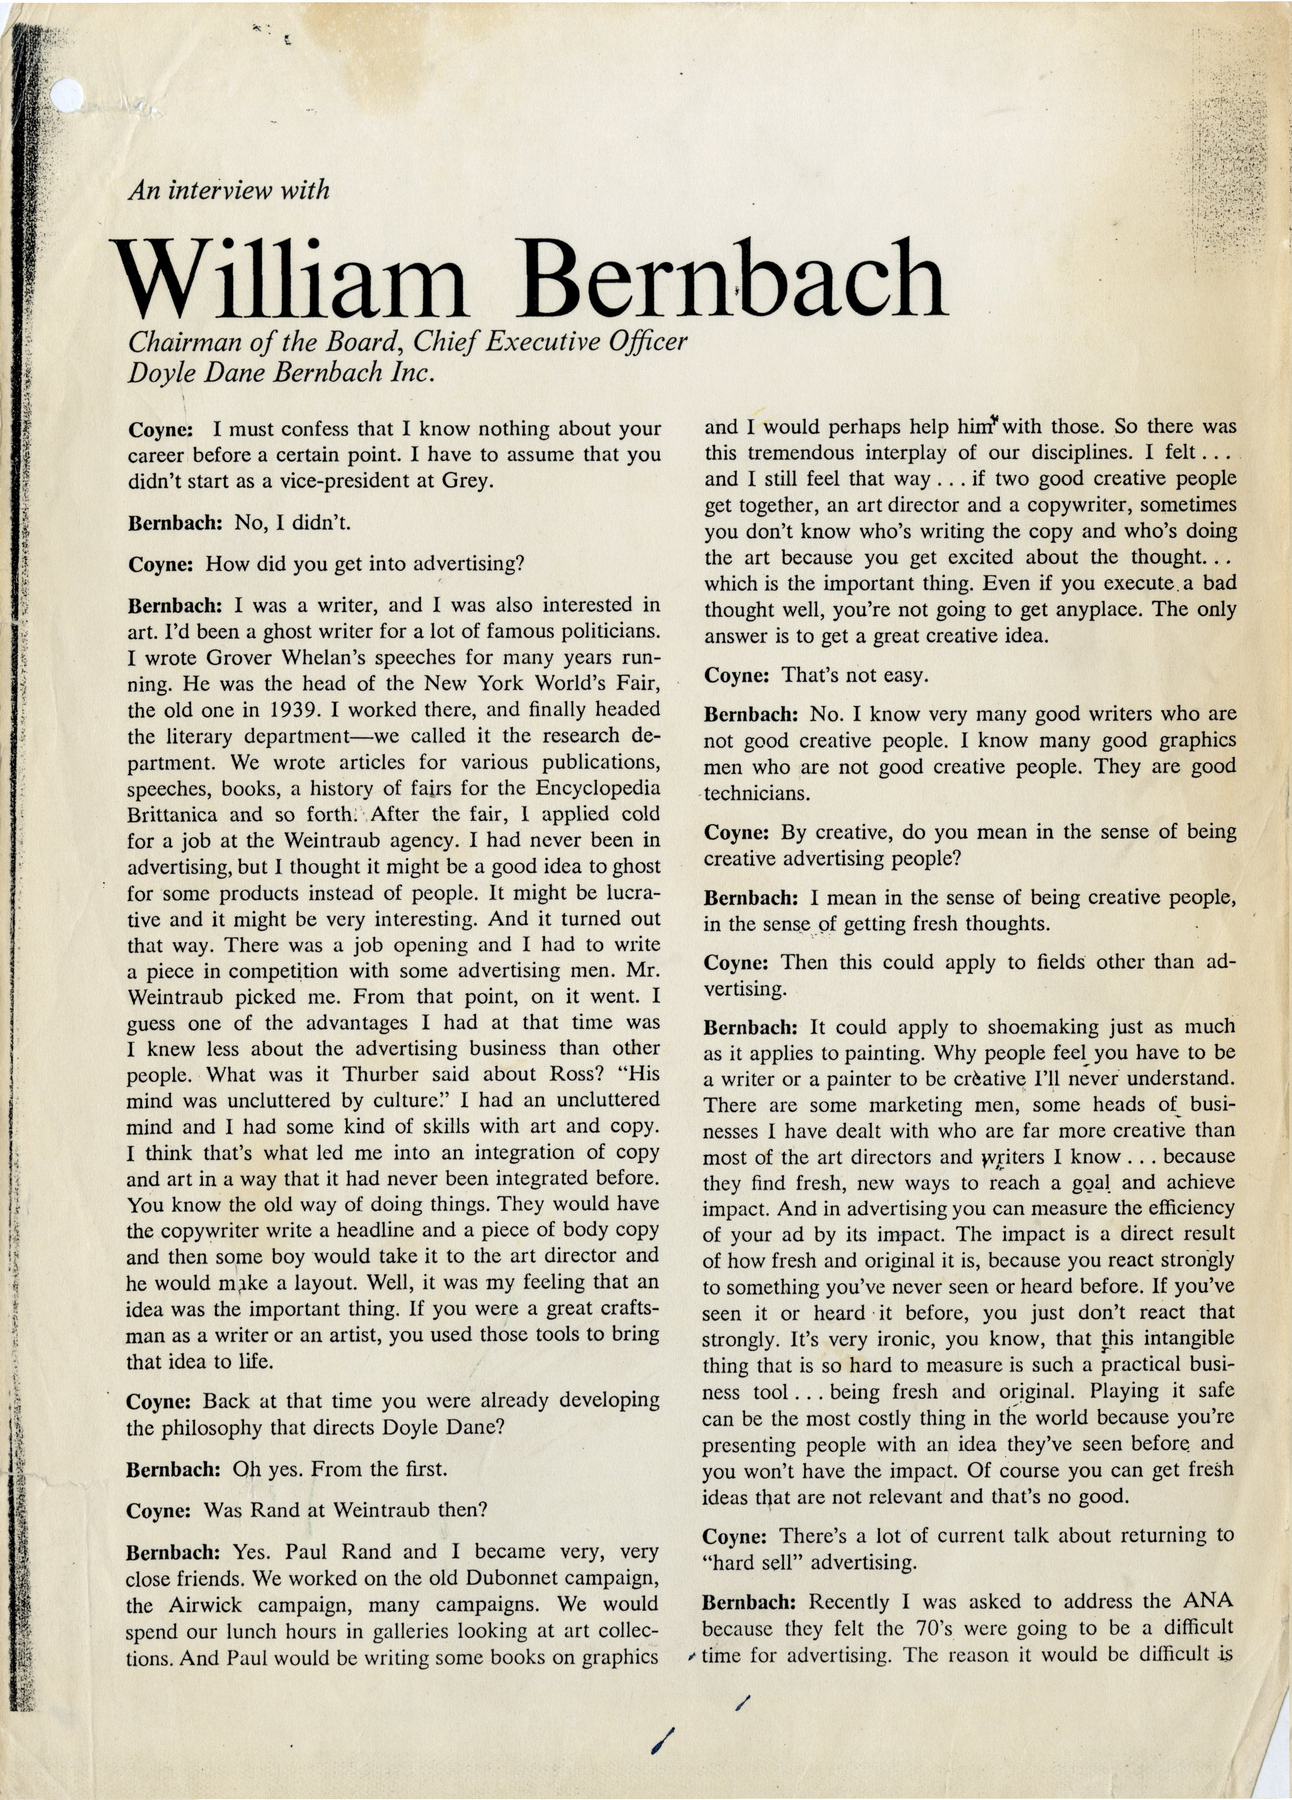 An interview with
William Bernbach
Chairman of the Board, Chief Executive Officer
Doyle Dane Bernbach Inc.
Coyne: I must confess that I know nothing about your
career before a certain point. I have to assume that you
didn't start as a vice-president at Grey.
Bernbach: No, I didn't.
Coyne: How did you get into advertising?
Bernbach: I was a writer, and I was also interested in
art. I'd been a ghost writer for a lot of famous politicians.
I wrote Grover Whelan's speeches for many years run-
ning. He was the head of the New York World's Fair,
the old one in 1939. I worked there, and finally headed
the literary department—we called it the research de-
partment. We wrote articles for various publications,
speeches, books, a history of fairs for the Encyclopedia
Brittanica and so forth. After the fair, I applied cold
for a job at the Weintraub agency. I had never been in
advertising, but I thought it might be a good idea to ghost
for some products instead of people. It might be lucra-
tive and it might be very interesting. And it turned out
that way. There was a job opening and I had to write
a piece in competition with some advertising men. Mr.
Weintraub picked me. From that point, on it went. I
guess one of the advantages I had at that time was
I knew less about the advertising business than other
people. What was it Thurber said about Ross? “His
mind was uncluttered by culture.” I had an uncluttered
mind and I had some kind of skills with art and copy.
I think that's what led me into an integration of copy
and art in a way that it had never been integrated before.
You know the old way of doing things. They would have
the copywriter write a headline and a piece of body copy
and then some boy would take it to the art director and
he would make a layout. Well, it was my feeling that an
idea was the important thing. If you were a great crafts-
man as a writer or an artist, you used those tools to bring
that idea to life.
Coyne: Back at that time you were already developing
the philosophy that directs Doyle Dane?
Bernbach: Oh yes. From the first.
Coyne: Was Rand at Weintraub then?
Bernbach: Yes. Paul Rand and I became very, very
close friends. We worked on the old Dubonnet campaign,
the Airwick campaign, many campaigns. We would
spend our lunch hours in galleries looking at art collec-
tions. And Paul would be writing some books on graphics
and I would perhaps help him with those. So there was
this tremendous interplay of our disciplines. I felt . . .
and I still feel that way . . . if two good creative people
get together, an art director and a copywriter, sometimes
you don't know who's writing the copy and who's doing
the art because you get excited about the thought. . .
which is the important thing. Even if you execute a bad
thought well, you're not going to get anyplace. The only
answer is to get a great creative idea.
Coyne: That's not easy.
Bernbach: No. I know very many good writers who are
not good creative people. I know many good graphics
men who are not good creative people. They are good
technicians.
Coyne: By creative, do you mean in the sense of being
creative advertising people?
Bernbach: I mean in the sense of being creative people,
in the sense of getting fresh thoughts.
Coyne: Then this could apply to fields other than ad-
vertising.
Bernbach: It could apply to shoemaking just as much
as it applies to painting. Why people feel you have to be
a writer or a painter to be creative I'll never understand.
There are some marketing men, some heads of busi-
nesses I have dealt with who are far more creative than
most of the art directors and writers I know . . . because
they find fresh, new ways to reach a goal and achieve
impact. And in advertising you can measure the efficiency
of your ad by its impact. The impact is a direct result
of how fresh and original it is, because you react strongly
to something you've never seen or heard before. If you've
seen it or heard it before, you just don't react that
strongly. It's very ironic, you know, that this intangible
thing that is so hard to measure is such a practical busi-
ness tool . . . being fresh and original. Playing it safe
can be the most costly thing in the world because you're
presenting people with an idea they've seen before and
you won't have the impact. Of course you can get fresh
ideas that are not relevant and that's no good.
Coyne: There's a lot of current talk about returning to
“hard sell” advertising.
Bernbach: Recently I was asked to address the ANA
because they felt the 70's were going to be a difficult
time for advertising. The reason it would be difficult is